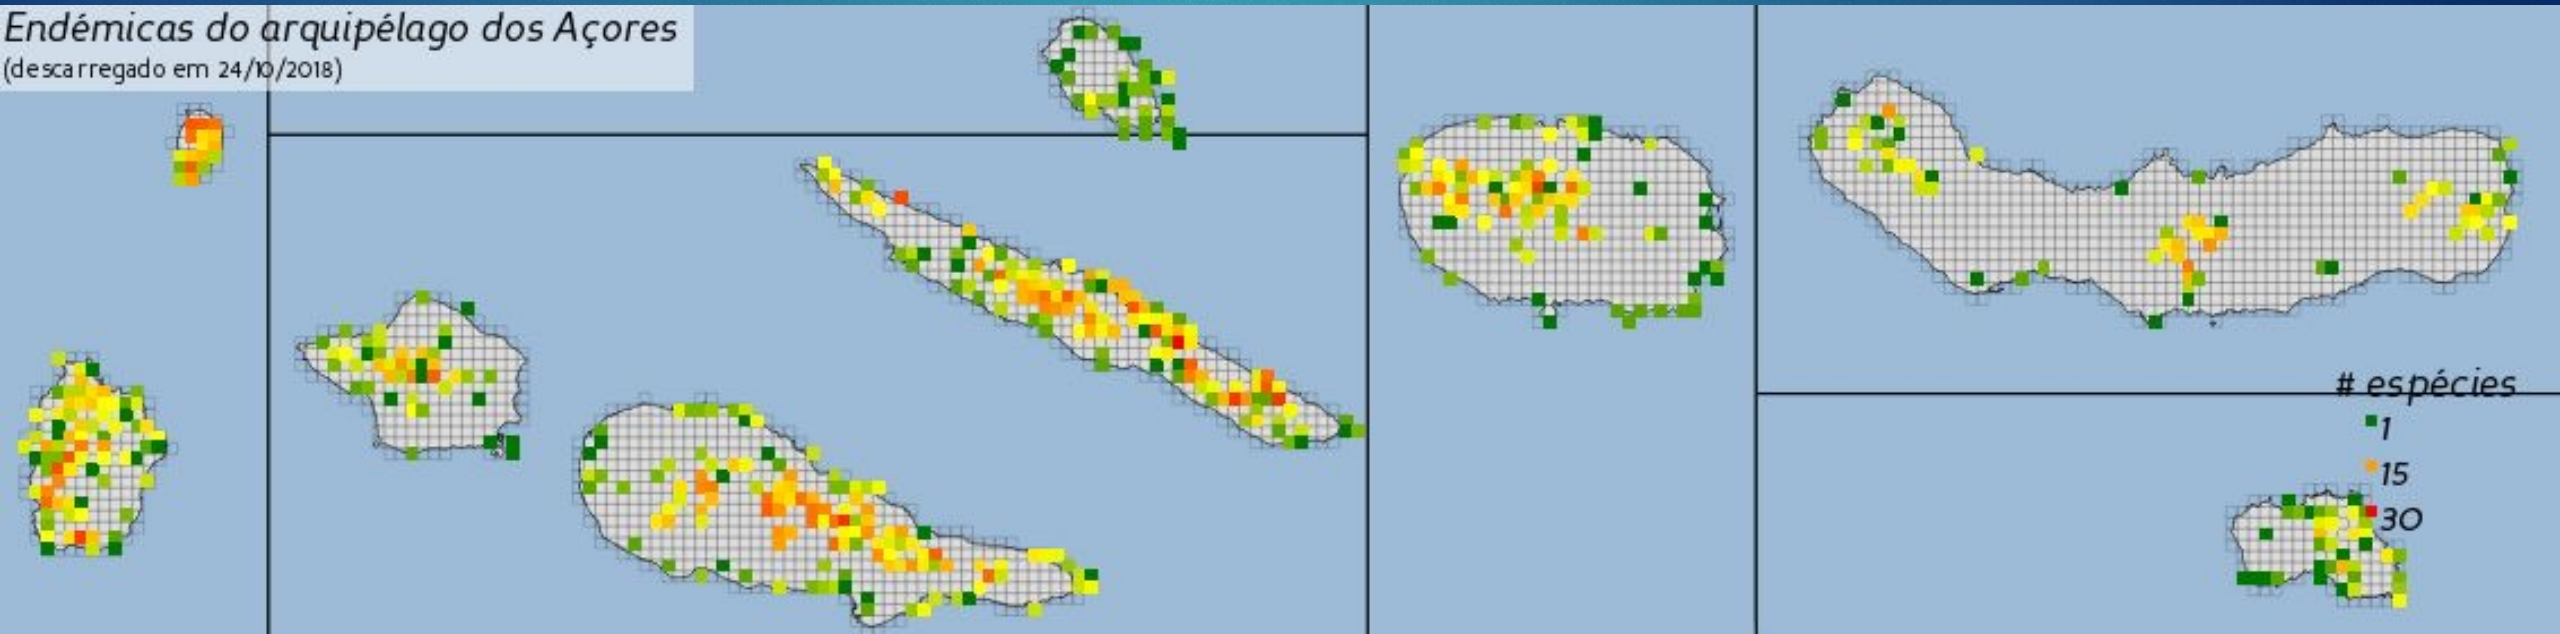 Endémicas do arquipélago dos Açores
(descarregado em 24/10/2018)
# espécies
1
15
30